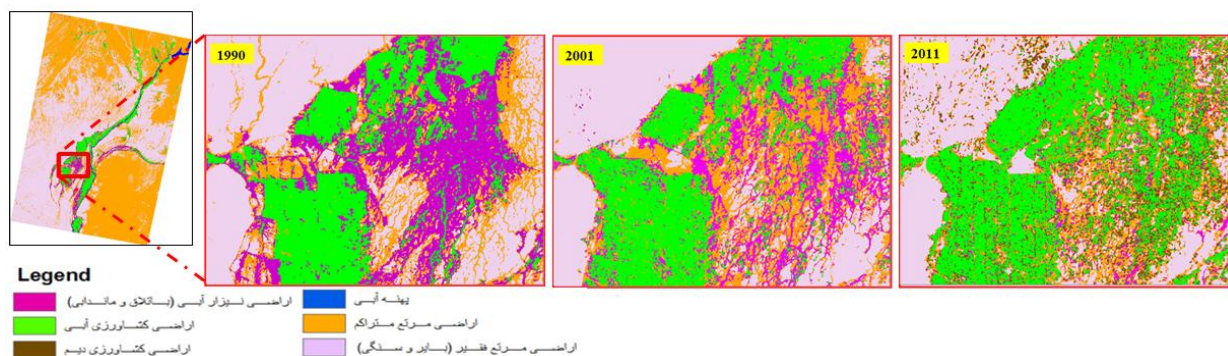 1990
2001
2011
Legend
اراضی نیزار آبی (باتلاق و ماندابی)
پهنه آبی
اراضی کشاورزی آبی
اراضی مرتع متراکم
اراضی کشاورزی دیم
اراضی مرتع فقیر (بایر و سنگی)